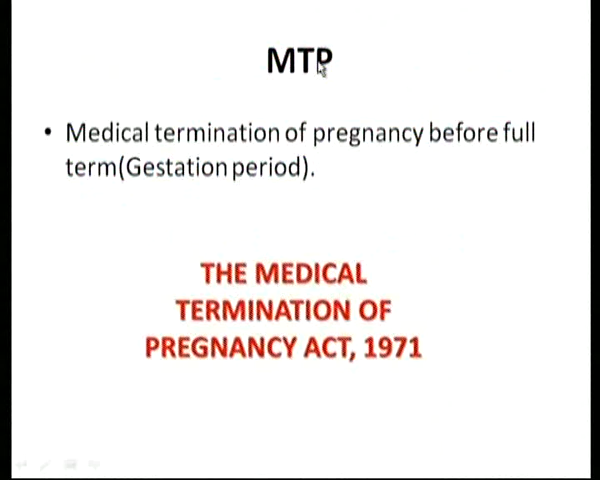 MTP
• Medical termination of pregnancy before full
term(Gestation period).
THE MEDICAL
TERMINATION OF
PREGNANCY ACT, 1971